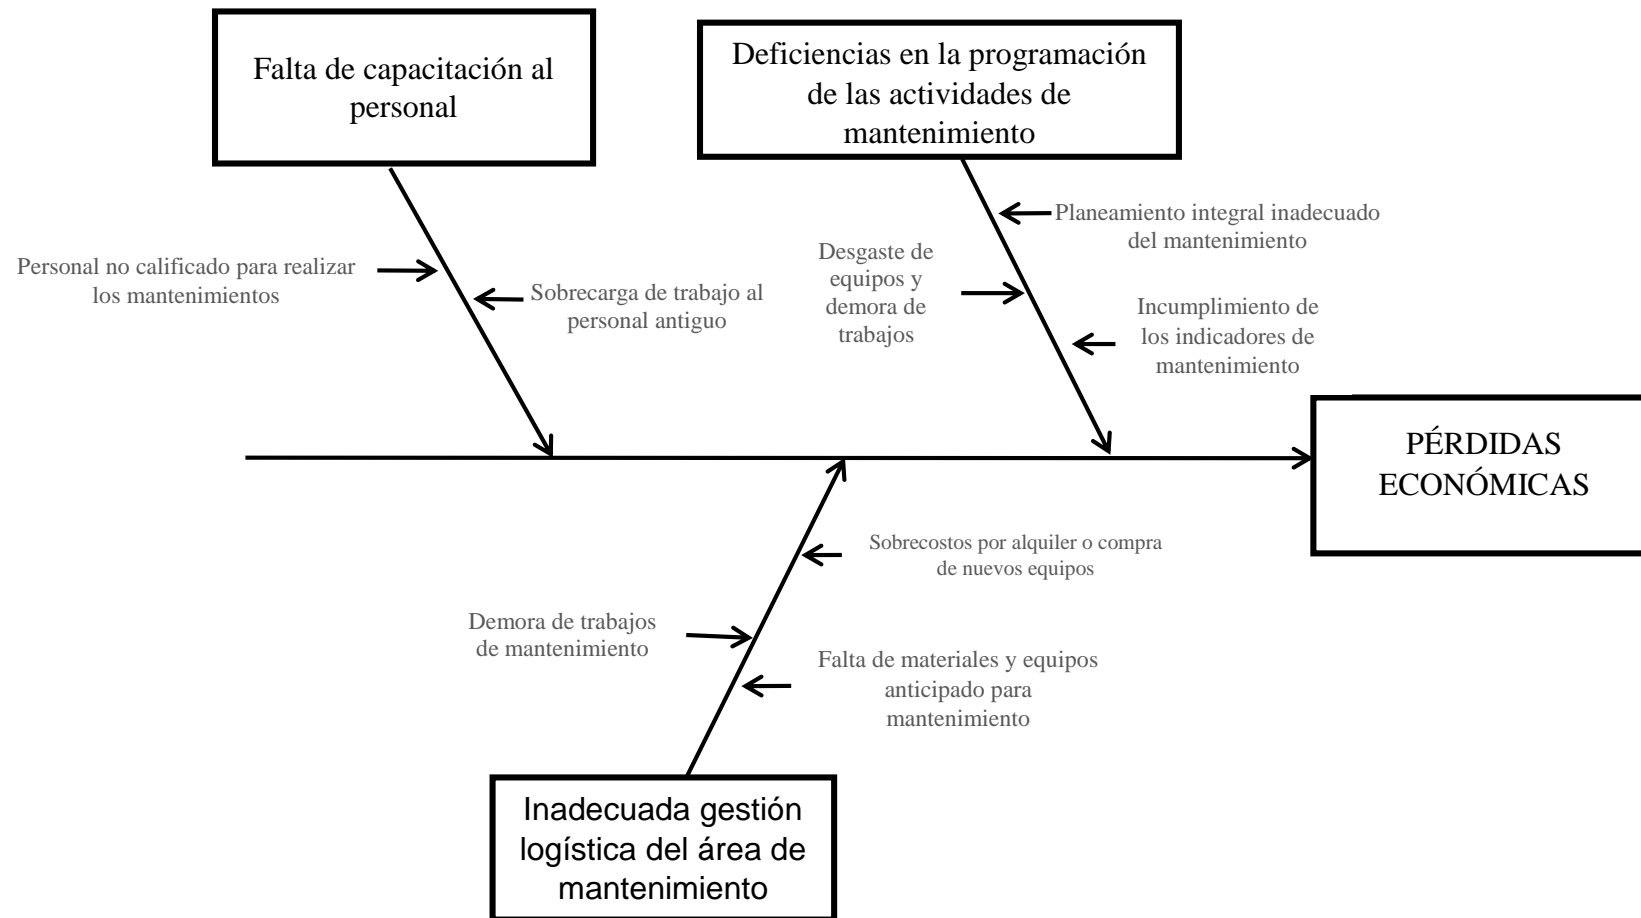 Falta de capacitación al
personal
Deficiencias en la programación
de las actividades de
mantenimiento
Planeamiento integral inadecuado
del mantenimiento
Desgaste de
equipos y
demora de
trabajos
Personal no calificado para realizar
los mantenimientos
Sobrecarga de trabajo al
personal antiguo
Incumplimiento de
los indicadores de
mantenimiento
PÉRDIDAS
ECONÓMICAS
Sobrecostos por alquiler o compra
de nuevos equipos
Demora de trabajos
de mantenimiento
Falta de materiales y equipos
anticipado para
mantenimiento
Inadecuada gestión
logística del área de
mantenimiento